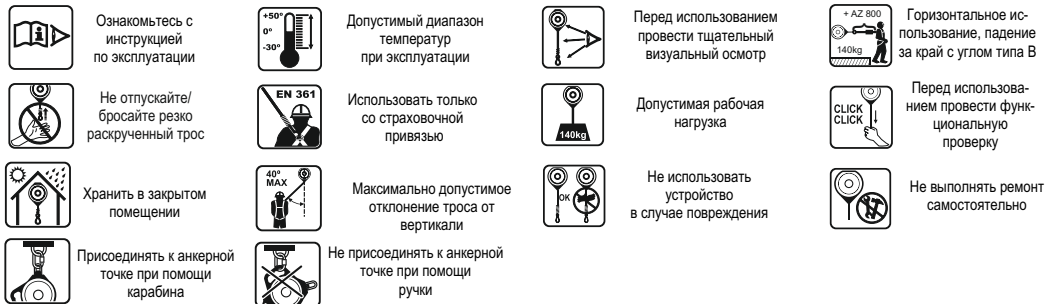 Ознакомьтесь с
инструкцией
по эксплуатации
+50°
0°
-30°
Допустимый диапазон
температур
при эксплуатации
Перед использованием
провести тщательный
визуальный осмотр
+ AZ 800
140kg
Горизонтальное ис-
пользование, падение
за край с углом типа В
Не отпускайте/
бросайте резко
раскрученный трос
EN 361
Использовать только
со страховочной
привязью
140kg
Допустимая рабочая
нагрузка
CLICK
CLICK
Перед использова-
нием провести функ-
циональную
проверку
Хранить в закрытом
помещении
40°
MAX
Максимально допустимое
отклонение троса от
вертикали
OK
Не использовать
устройство
в случае повреждения
Не выполнять ремонт
самостоятельно
Присоединять к анкерной
точке при помощи
карабина
Не присоединять к анкерной
точке при помощи
ручки